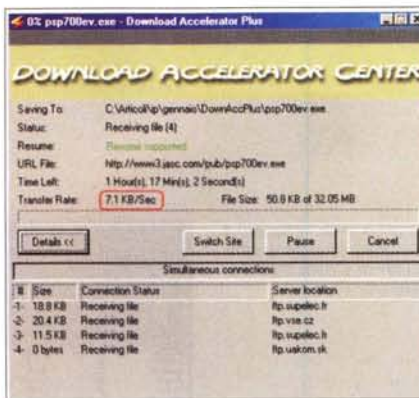 0% psp700ev.exe - Download Accelerator Plus
DOWNLOAD ACCELERATOR CENTER
Saving To: C:\Articoli\ip\gennaio\DownAccPlus\psp700ev.exe
Status: Receiving file (4)
Resume: Resume supported
URL File: http://www3.jasc.com/pub/psp700ev.exe
Time Left: 1 Hour(s), 17 Min(s), 2 Second(s)
Transfer Rate: 7.1 KB/Sec File Size: 50.8 KB of 32.05 MB
Details << Switch Site Pause Cancel
Simultaneous connections
# Size Connection Status Server location
-1- 18.8 KB Receiving file ftp.supelec.fr
-2- 20.4 KB Receiving file ftp.vse.cz
-3- 11.5 KB Receiving file ftp.supelec.fr
-4- 0 bytes Receiving file ftp.uakom.sk